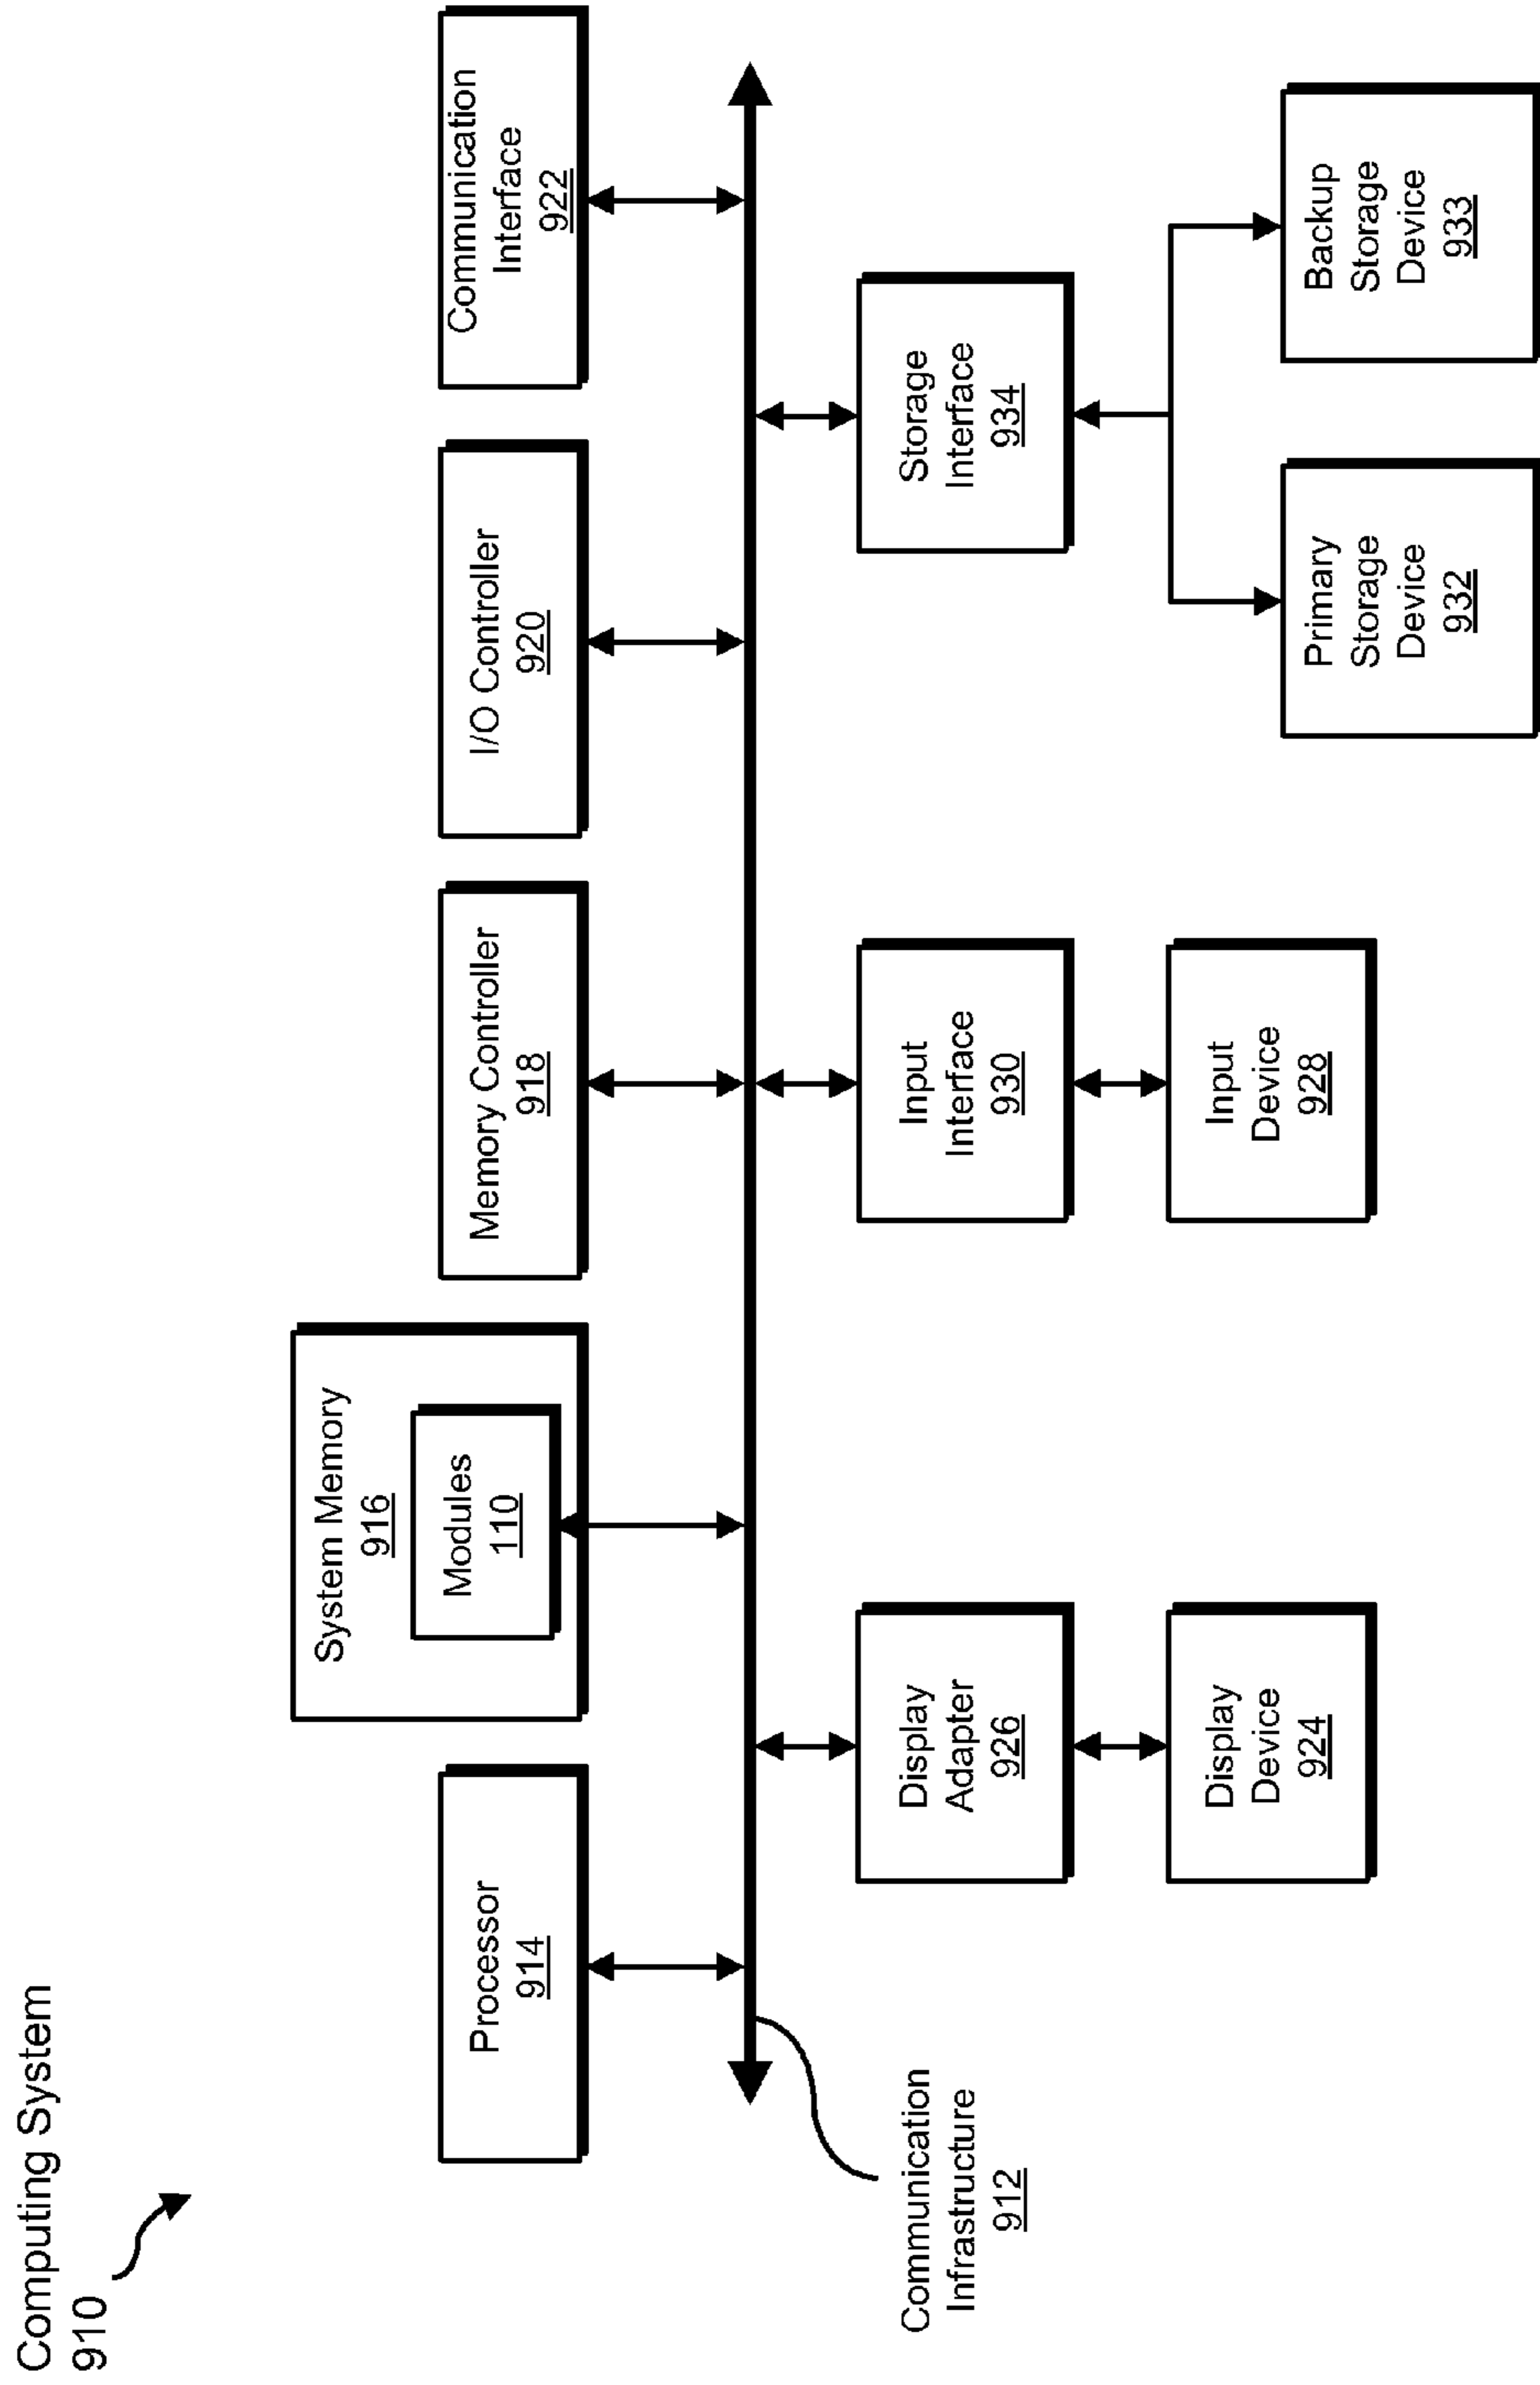 Computing System
910
Processor
914
System Memory
916
Modules
110
Memory Controller
918
I/O Controller
920
Communication
Interface
922
Communication
Infrastructure
912
Display
Adapter
926
Input
Interface
930
Storage
Interface
934
Display
Device
924
Input
Device
928
Primary
Storage
Device
932
Backup
Storage
Device
933